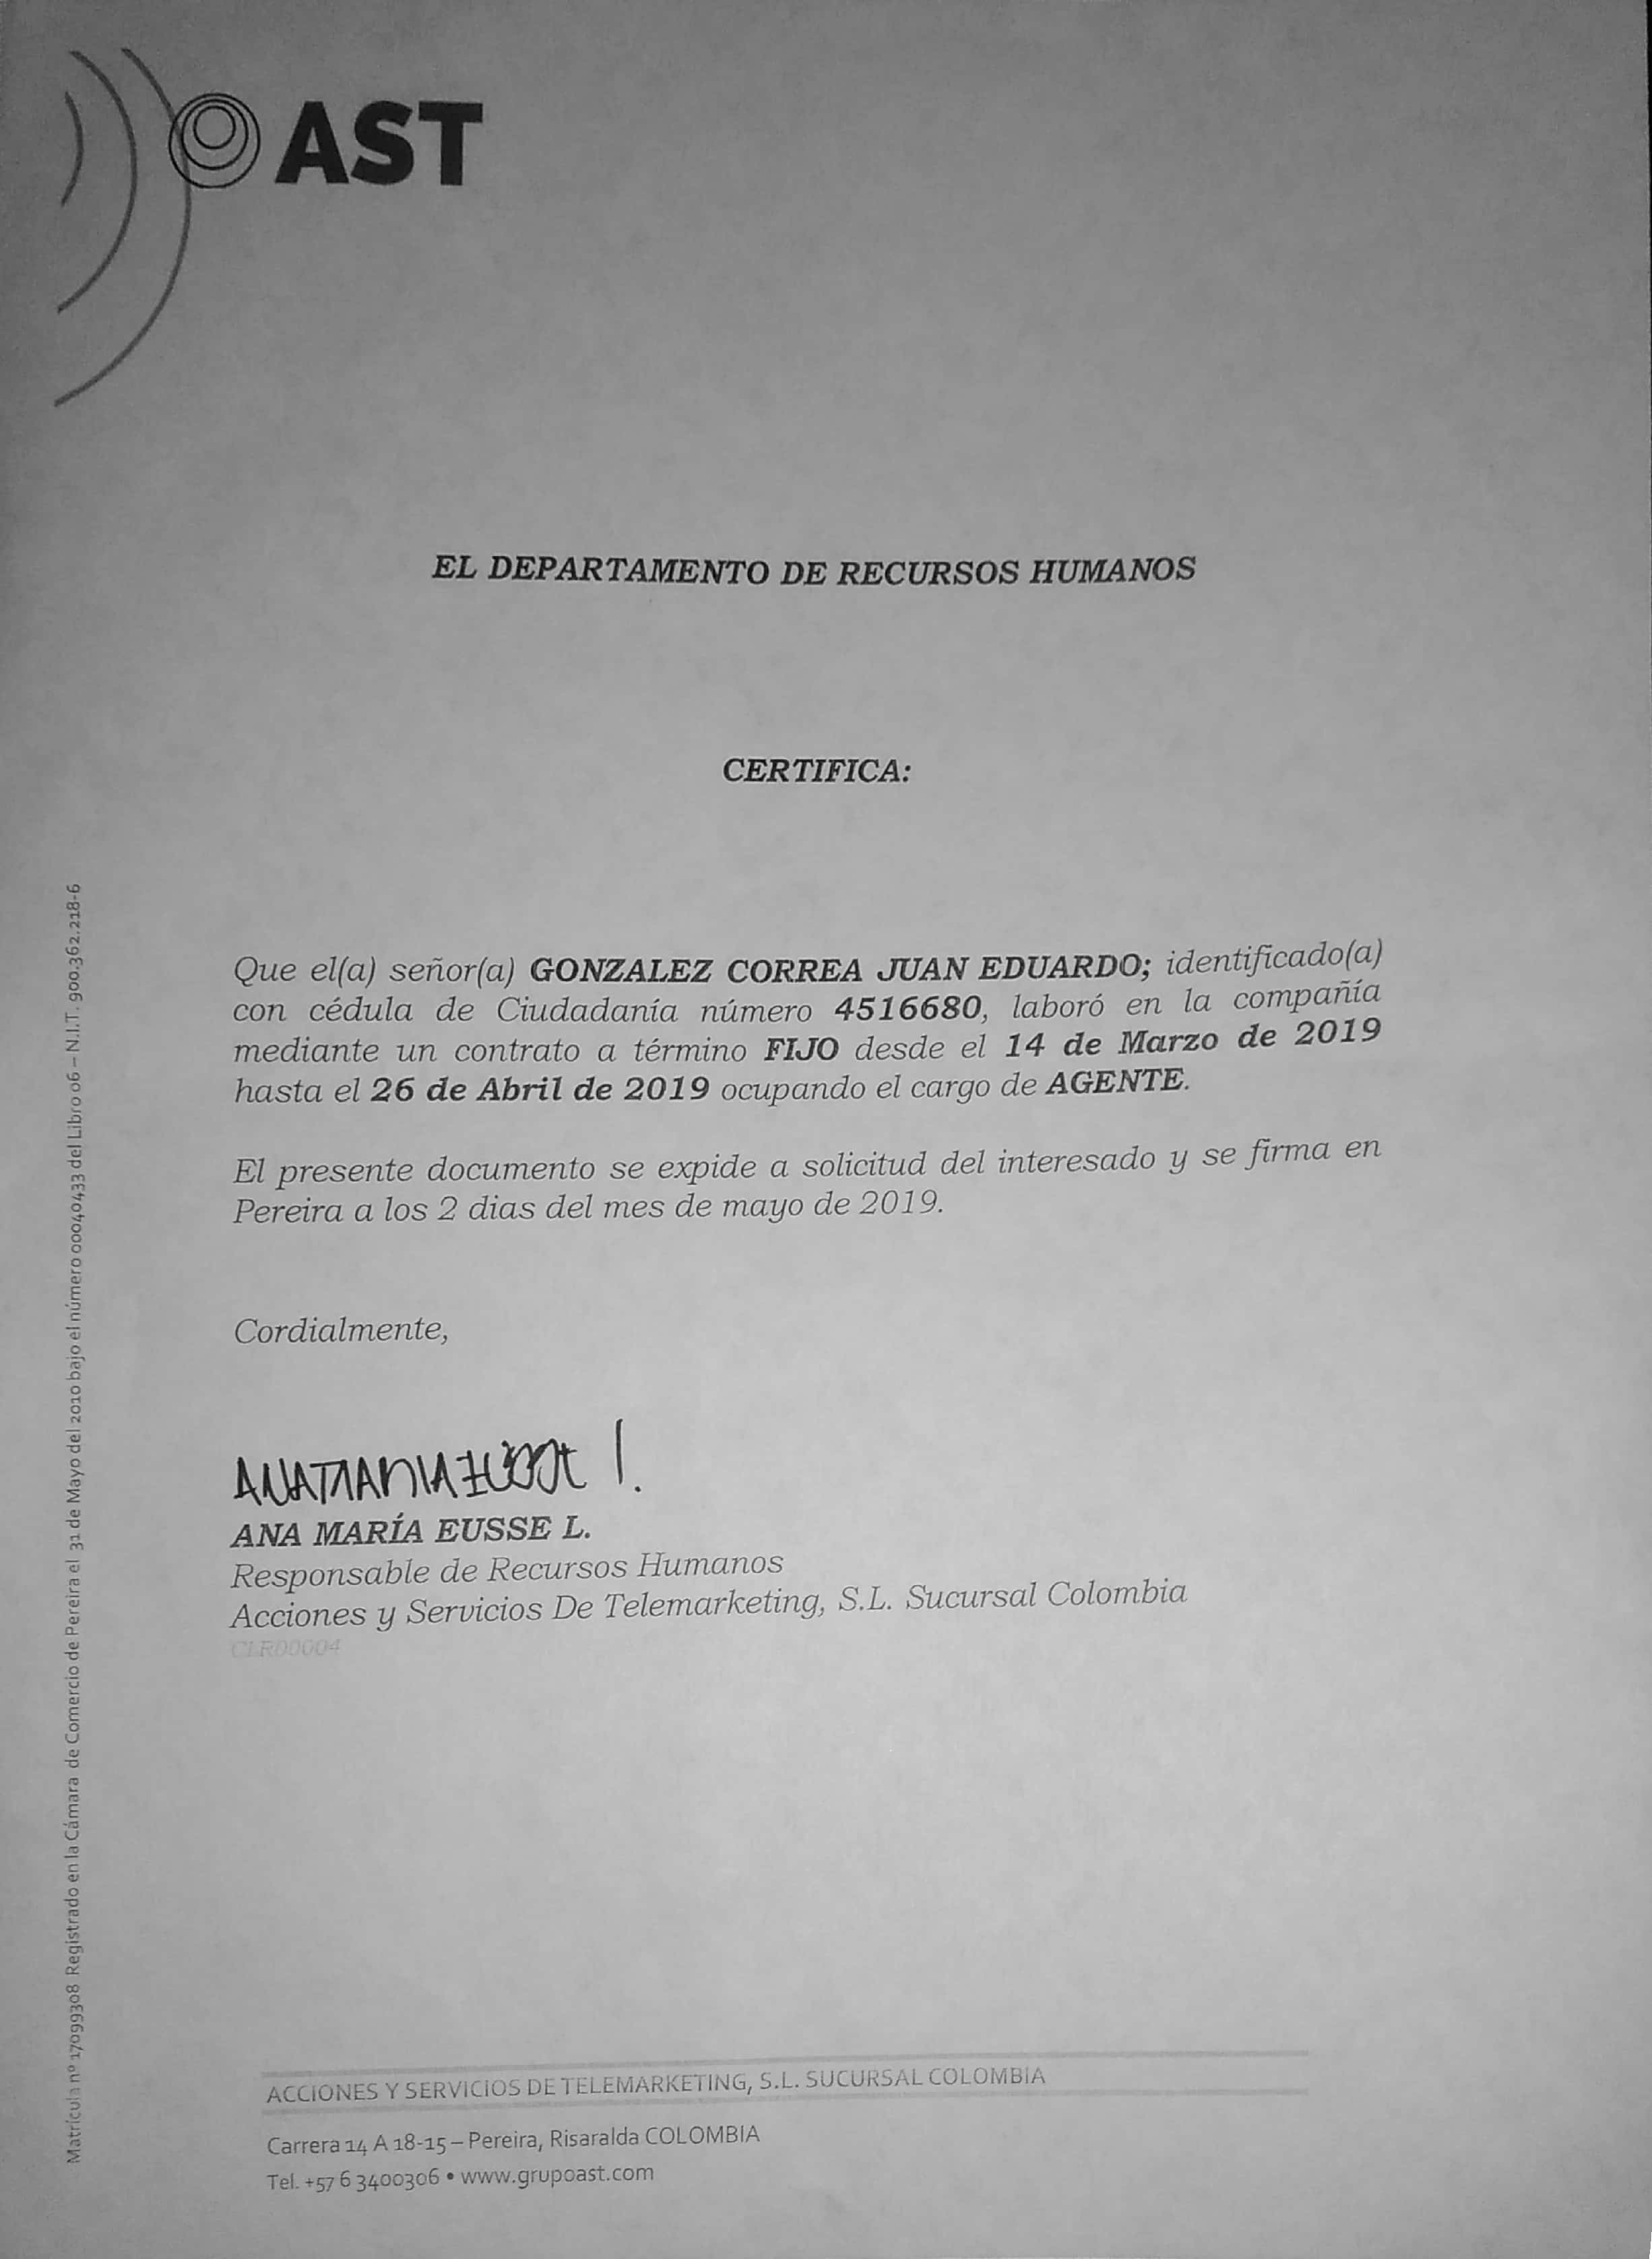 AST
EL DEPARTAMENTO DE RECURSOS HUMANOS
CERTIFICA:
Que el(a) señor(a) GONZALEZ CORREA JUAN EDUARDO; identificado(a)
con cédula de Ciudadanía número 4516680, laboró en la compañía
mediante un contrato a término FIJO desde el 14 de Marzo de 2019
hasta el 26 de Abril de 2019 ocupando el cargo de AGENTE.
El presente documento se expide a solicitud del interesado y se firma en
Pereira a los 2 dias del mes de mayo de 2019.
Cordialmente,
ANA MARÍA EUSSE L.
Responsable de Recursos Humanos
Acciones y Servicios De Telemarketing, S.L. Sucursal Colombia
CLR00004
ACCIONES Y SERVICIOS DE TELEMARKETING, S.L. SUCURSAL COLOMBIA
Carrera 14 A 18-15 – Pereira, Risaralda COLOMBIA
Tel. +57 6 3400306 • www.grupoast.com
Matrícula nº 17099308 Registrado en la Cámara de Comercio de Pereira el 31 de Mayo del 2010 bajo el número 00040433 del Libro 06 – N.I.T. 900.362.218-6